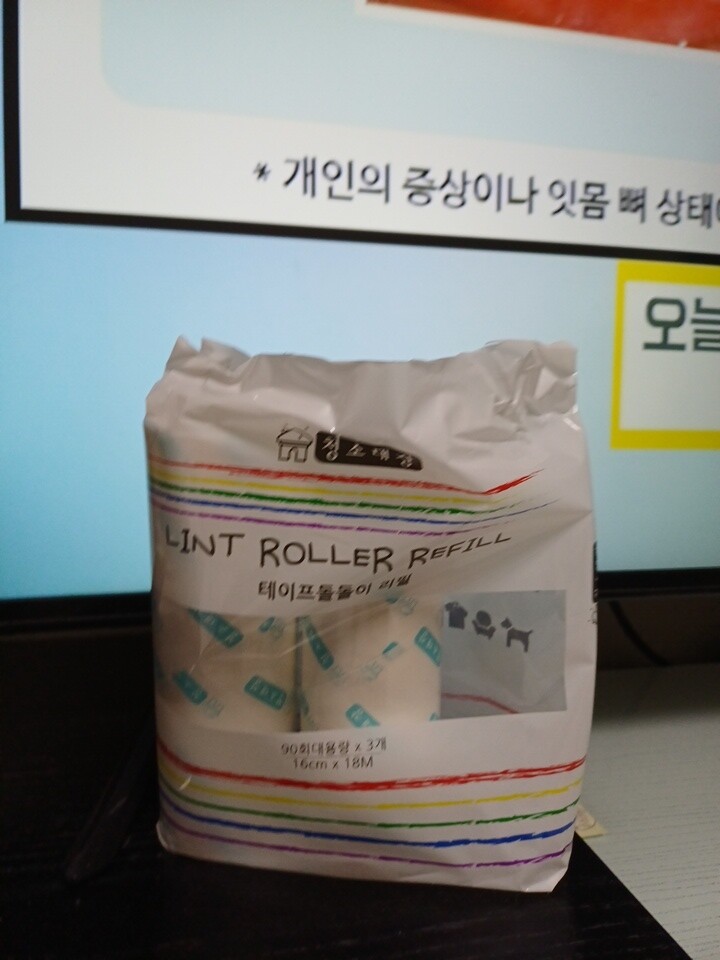 * 개인의 증상이나 잇몸 뼈 상태에
오늘
청소대장
LINT ROLLER REFILL
테이프돌돌이 리필
90회대용량 x 3개
16cm x 18M